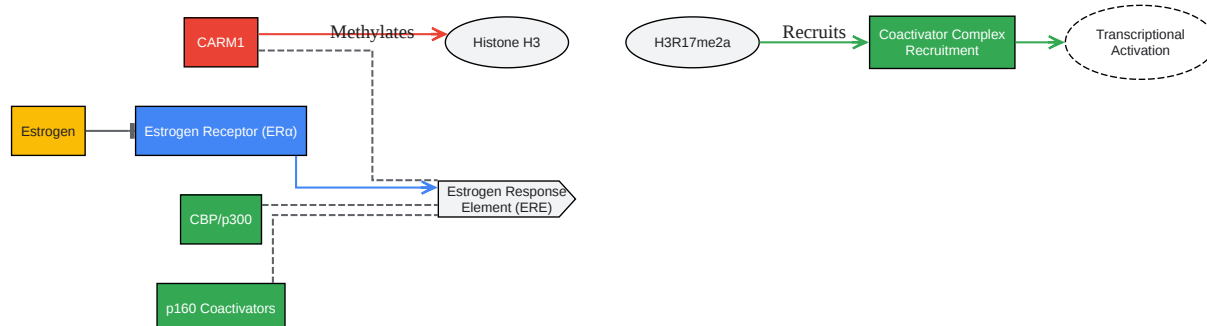 CARM1
Methylates
Histone H3
H3R17me2a
Recruits
Coactivator Complex
Recruitment
Transcriptional
Activation
Estrogen
Estrogen Receptor (ERα)
Estrogen Response
Element (ERE)
CBP/p300
p160 Coactivators